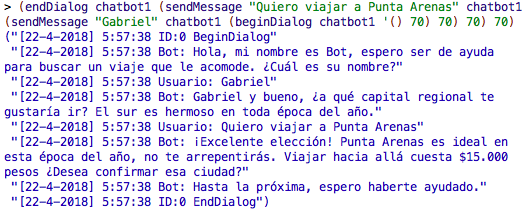 > (endDialog chatbot1 (sendMessage "Quiero viajar a Punta Arenas" chatbot1
(sendMessage "Gabriel" chatbot1 (beginDialog chatbot1 '() 70) 70) 70) 70)
("[22-4-2018] 5:57:38 ID:0 BeginDialog"
"[22-4-2018] 5:57:38 Bot: Hola, mi nombre es Bot, espero ser de ayuda
para buscar un viaje que le acomode. ¿Cuál es su nombre?"
"[22-4-2018] 5:57:38 Usuario: Gabriel"
"[22-4-2018] 5:57:38 Bot: Gabriel y bueno, ¿a qué capital regional te
gustaría ir? El sur es hermoso en toda época del año."
"[22-4-2018] 5:57:38 Usuario: Quiero viajar a Punta Arenas"
"[22-4-2018] 5:57:38 Bot: ¡Excelente elección! Punta Arenas es ideal en
esta época del año, no te arrepentirás. Viajar hacia allá cuesta $15.000
pesos ¿Desea confirmar esa ciudad?"
"[22-4-2018] 5:57:38 Bot: Hasta la próxima, espero haberte ayudado."
"[22-4-2018] 5:57:38 ID:0 EndDialog")